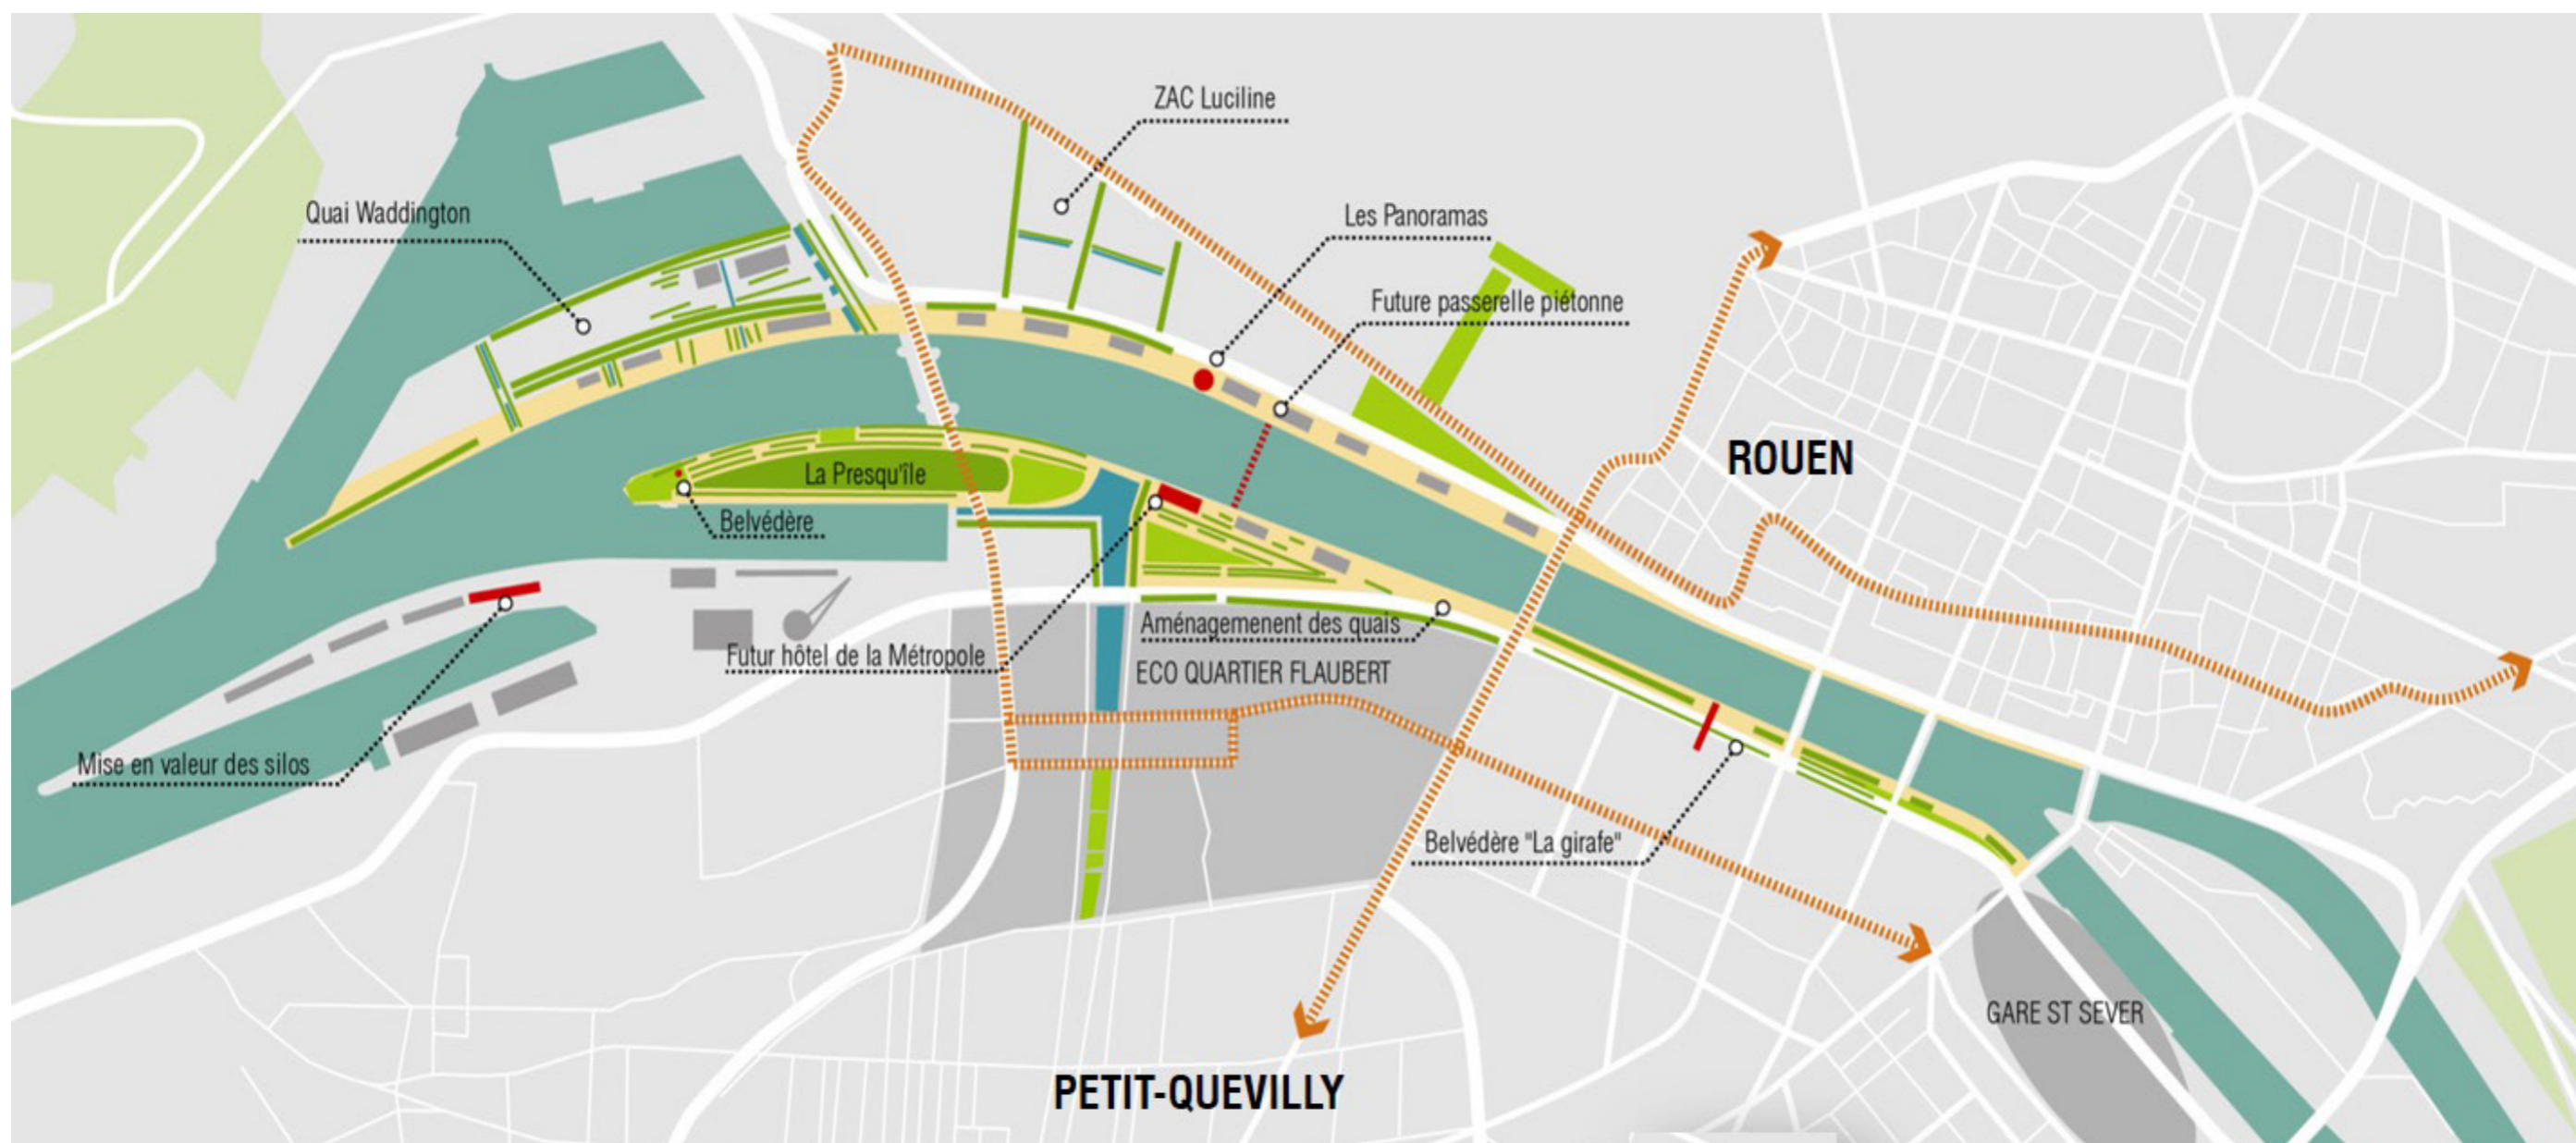 ZAC Luciline
Quai Waddington
Les Panoramas
Future passerelle piétonne
ROUEN
La Presqu'île
Belvédère
Aménagemenent des quais
Futur hôtel de la Métropole
ECO QUARTIER FLAUBERT
Mise en valeur des silos
Belvédère "La girafe"
GARE ST SEVER
PETIT-QUEVILLY